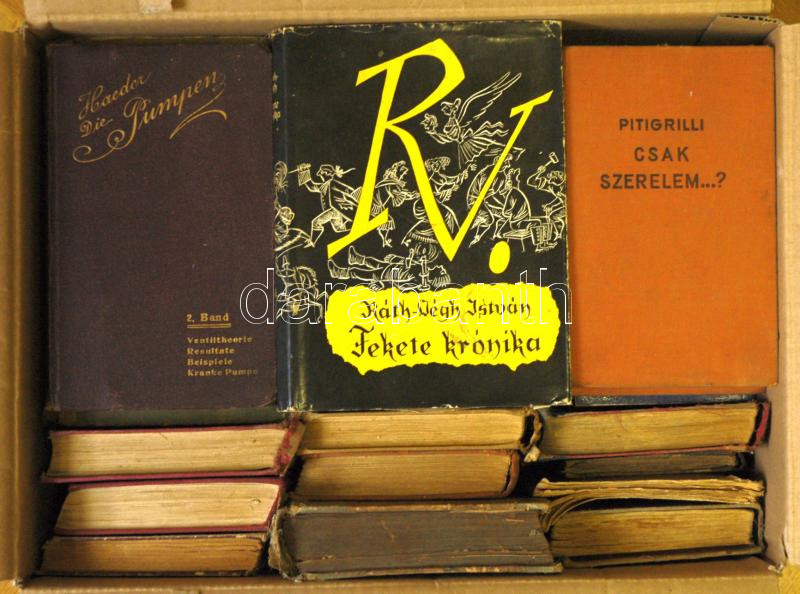 Haeder
Die Pumpen
2. Band
Ventiltheorie
Resultate
Beispiele
Kranke Pumpe
RV.
Ráth-Végh István
Fekete krónika
PITIGRILLI
CSAK
SZERELEM...?
darabanth